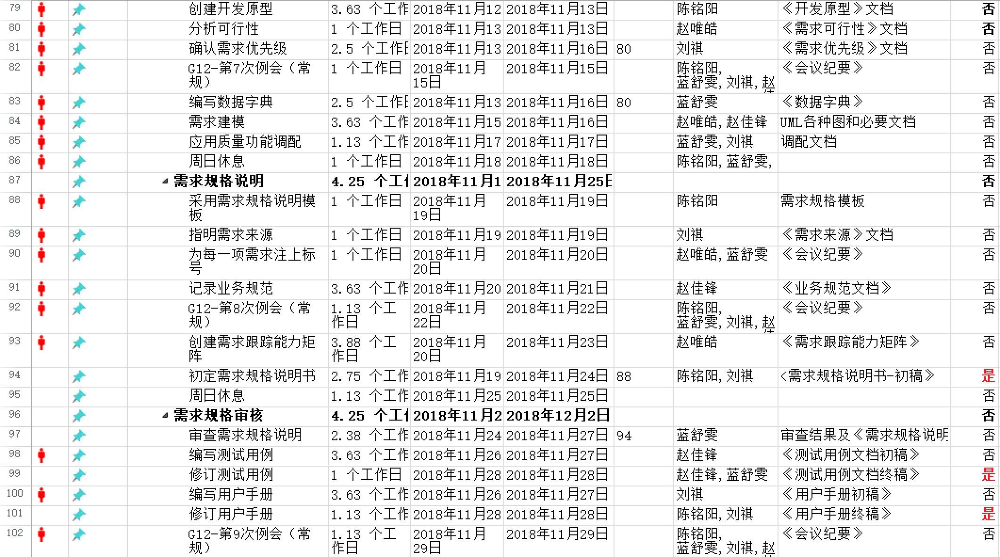 79 创建开发原型 3.63 个工作 2018年11月12 2018年11月13日 陈铭阳 《开发原型》文档 否
80 分析可行性 1 个工作日 2018年11月13 2018年11月13日 赵唯皓 《需求可行性》文档 否
81 确认需求优先级 2.5 个工作 2018年11月13 2018年11月16日 80 刘祺 《需求优先级》文档 否
82 G12-第7次例会（常 1 个工作日 2018年11月 2018年11月15日 陈铭阳, 《会议纪要》 否
规） 15日 蓝舒雯, 刘祺, 赵
83 编写数据字典 2.5 个工作 2018年11月13 2018年11月16日 80 蓝舒雯 《数据字典》 否
84 需求建模 3.63 个工作 2018年11月15 2018年11月16日 赵唯皓, 赵佳锋 UML各种图和必要文档 否
85 应用质量功能调配 1.13 个工作 2018年11月17 2018年11月17日 蓝舒雯, 刘祺 调配文档 否
86 周日休息 1 个工作日 2018年11月18 2018年11月18日 陈铭阳, 蓝舒雯, 否
87 需求规格说明 4.25 个工 2018年11月1 2018年11月25日 否
88 采用需求规格说明模 1 个工作日 2018年11月 2018年11月19日 陈铭阳 需求规格模板 否
板 19日
89 指明需求来源 1 个工作日 2018年11月19 2018年11月19日 刘祺 《需求来源》文档 否
90 为每一项需求注上标 1 个工作日 2018年11月 2018年11月20日 赵唯皓, 蓝舒雯 《会议纪要》 否
号 20日
91 记录业务规范 3.63 个工作 2018年11月20 2018年11月21日 赵佳锋 《业务规范文档》 否
92 G12-第8次例会（常 1.13 个工 2018年11月 2018年11月22日 陈铭阳, 《会议纪要》 否
规） 作日 22日 蓝舒雯, 刘祺, 赵
93 创建需求跟踪能力矩 3.88 个工 2018年11月 2018年11月23日 赵唯皓 《需求跟踪能力矩阵》 否
阵 作日 20日
94 初定需求规格说明书 2.75 个工作 2018年11月19 2018年11月24日 88 陈铭阳, 刘祺 <需求规格说明书-初稿》 是
95 周日休息 1.13 个工作 2018年11月25 2018年11月25日 否
96 需求规格审核 4.25 个工 2018年11月2 2018年12月2日 否
97 审查需求规格说明 2.38 个工作 2018年11月24 2018年11月27日 94 蓝舒雯 审查结果及《需求规格说明 否
98 编写测试用例 3.63 个工作 2018年11月26 2018年11月27日 赵佳锋 《测试用例文档初稿》 否
99 修订测试用例 1 个工作日 2018年11月28 2018年11月28日 赵佳锋, 蓝舒雯 《测试用例文档终稿》 是
100 编写用户手册 3.63 个工作 2018年11月26 2018年11月27日 刘祺 《用户手册初稿》 否
101 修订用户手册 1.13 个工作 2018年11月28 2018年11月28日 陈铭阳, 刘祺 《用户手册终稿》 是
102 G12-第9次例会（常 1.13 个工 2018年11月 2018年11月29日 陈铭阳, 《会议纪要》 否
规） 作日 29日 蓝舒雯, 刘祺, 赵